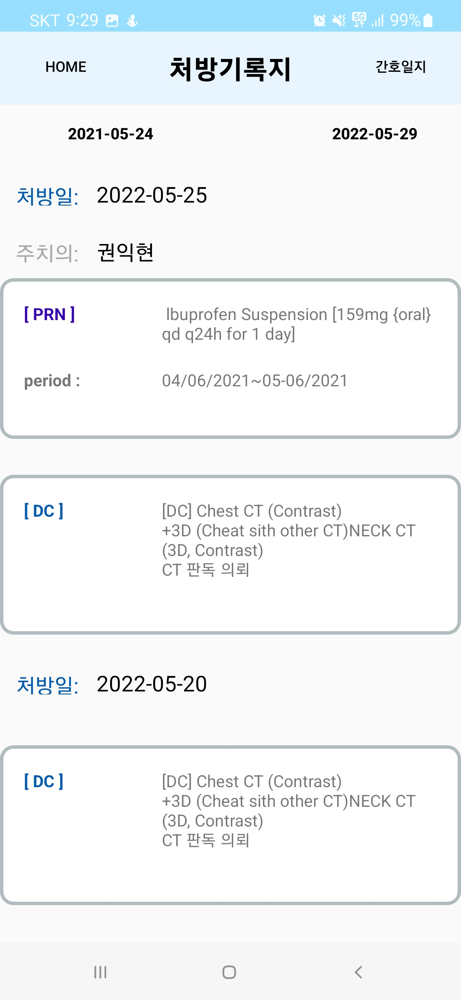 SKT 9:29
5G 99%
HOME 처방기록지 간호일지
2021-05-24 2022-05-29
처방일: 2022-05-25
주치의: 권익현
[ PRN ] Ibuprofen Suspension [159mg {oral}
qd q24h for 1 day]
period : 04/06/2021~05-06/2021
[ DC ] [DC] Chest CT (Contrast)
+3D (Cheat sith other CT)NECK CT
(3D, Contrast)
CT 판독 의뢰
처방일: 2022-05-20
[ DC ] [DC] Chest CT (Contrast)
+3D (Cheat sith other CT)NECK CT
(3D, Contrast)
CT 판독 의뢰